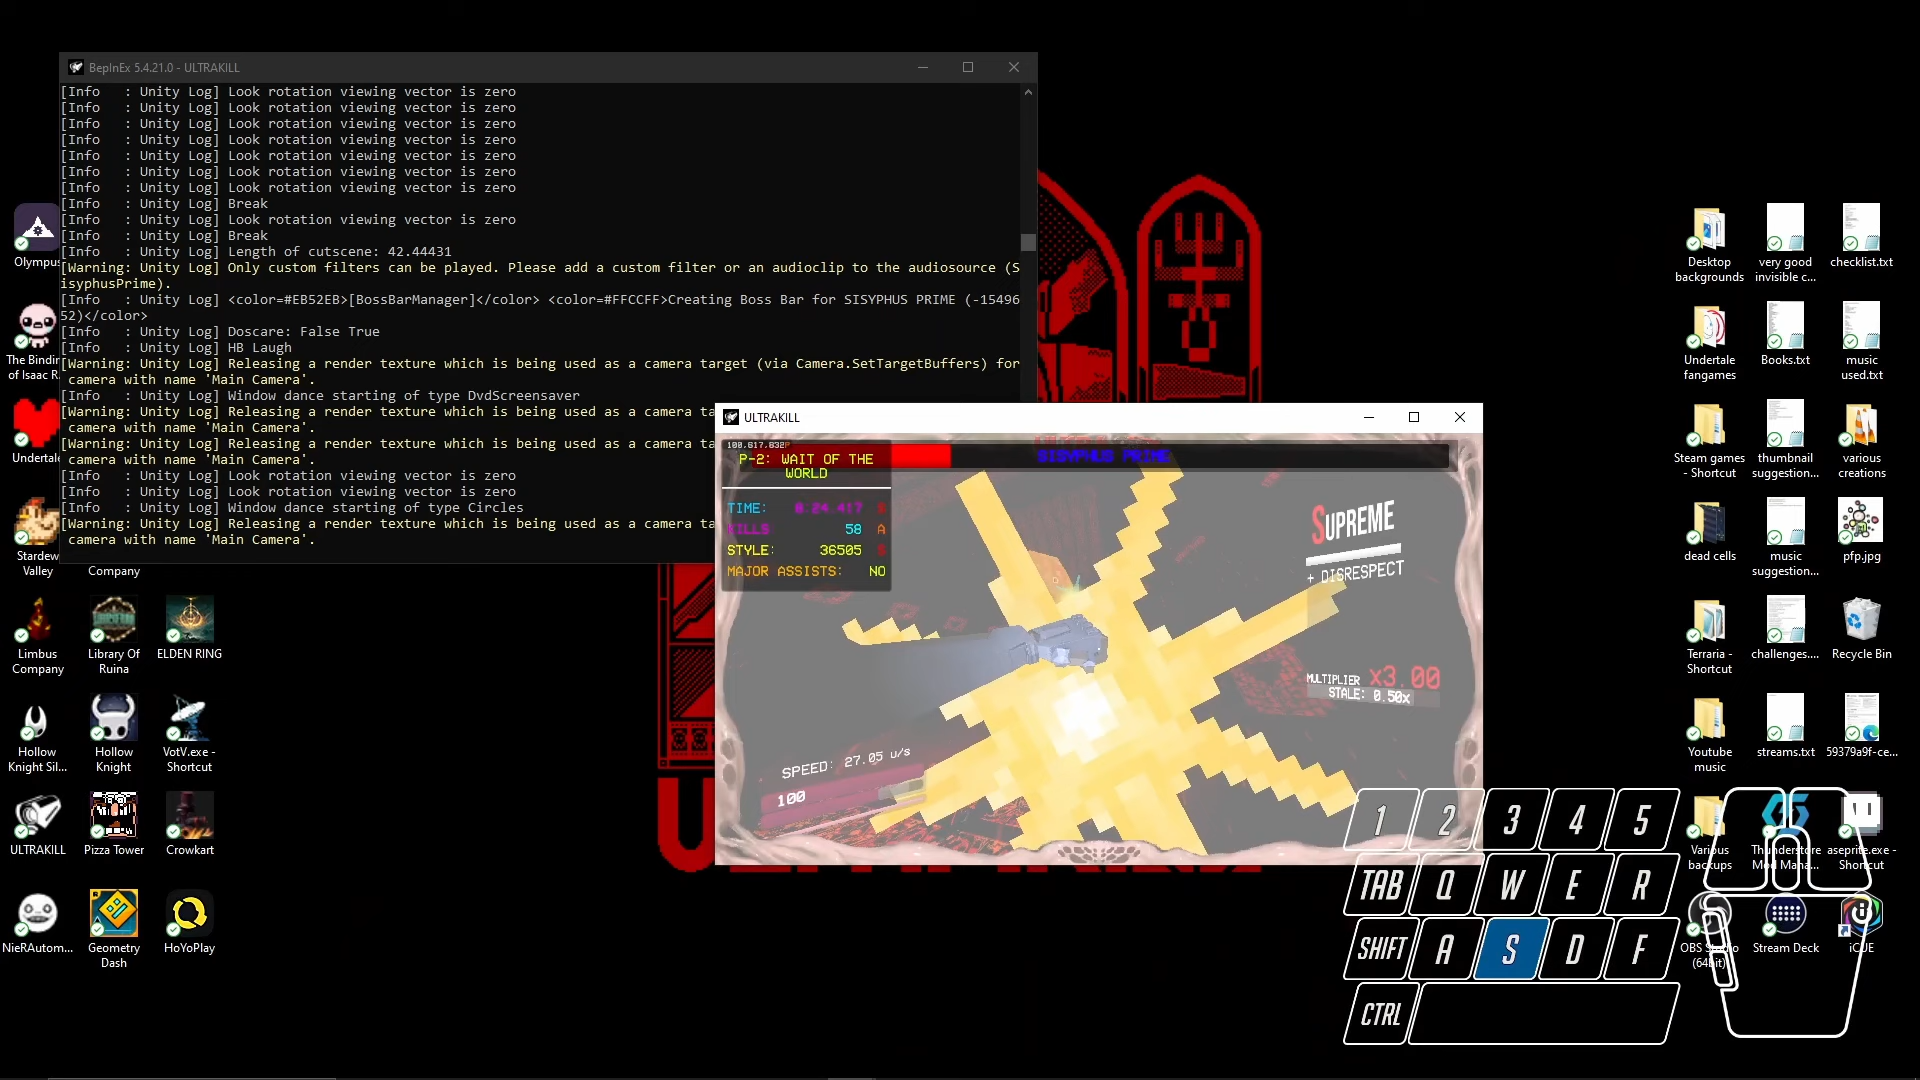 BepInEx 5.4.21.0 - ULTRAKILL
[Info   : Unity Log] Look rotation viewing vector is zero
[Info   : Unity Log] Look rotation viewing vector is zero
[Info   : Unity Log] Look rotation viewing vector is zero
[Info   : Unity Log] Look rotation viewing vector is zero
[Info   : Unity Log] Look rotation viewing vector is zero
[Info   : Unity Log] Look rotation viewing vector is zero
[Info   : Unity Log] Look rotation viewing vector is zero
[Info   : Unity Log] Break
[Info   : Unity Log] Look rotation viewing vector is zero
[Info   : Unity Log] Break
[Info   : Unity Log] Length of cutscene: 42.44431
[Warning: Unity Log] Only custom filters can be played. Please add a custom filter or an audioclip to the audiosource (S
isyphusPrime).
[Info   : Unity Log] <color=#EB52EB>[BossBarManager]</color> <color=#FFCCFF>Creating Boss Bar for SISYPHUS PRIME (-15496
52)</color>
[Info   : Unity Log] Doscare: False True
[Info   : Unity Log] HB Laugh
[Warning: Unity Log] Releasing a render texture which is being used as a camera target (via Camera.SetTargetBuffers) for
camera with name 'Main Camera'.
[Info   : Unity Log] Window dance starting of type DvdScreensaver
[Warning: Unity Log] Releasing a render texture which is being used as a camera ta
camera with name 'Main Camera'.
[Warning: Unity Log] Releasing a render texture which is being used as a camera ta
camera with name 'Main Camera'.
[Info   : Unity Log] Look rotation viewing vector is zero
[Info   : Unity Log] Look rotation viewing vector is zero
[Info   : Unity Log] Window dance starting of type Circles
[Warning: Unity Log] Releasing a render texture which is being used as a camera ta
camera with name 'Main Camera'.
ULTRAKILL
P-2: WAIT OF THE
WORLD
SISYPHUS PRIME
TIME: 0:24.417
KILLS: 58 A
STYLE: 36505 S
MAJOR ASSISTS: NO
SUPREME
+ DISRESPECT
MULTIPLIER x3.00
STALE: 0.50x
SPEED: 27.05 u/s
100
Olympus
The Bindin
of Isaac R
Undertale
Stardew
Valley
Company
Limbus
Company
Library Of
Ruina
ELDEN RING
Hollow
Knight Sil...
Hollow
Knight
VotV.exe -
Shortcut
ULTRAKILL
Pizza Tower
Crowkart
NieRAutom...
Geometry
Dash
HoYoPlay
Desktop
backgrounds
very good
invisible c...
checklist.txt
Undertale
fangames
Books.txt
music
used.txt
Steam games
- Shortcut
thumbnail
suggestion...
various
creations
dead cells
music
suggestion...
pfp.jpg
Terraria -
Shortcut
challenges....
Recycle Bin
Youtube
music
streams.txt
59379a9f-ce...
Various
backups
Thunderstore
Mod Mana...
aseprite.exe -
Shortcut
OBS Studio
(64bit)
Stream Deck
iCUE
1 2 3 4 5
TAB Q W E R
SHIFT A S D F
CTRL